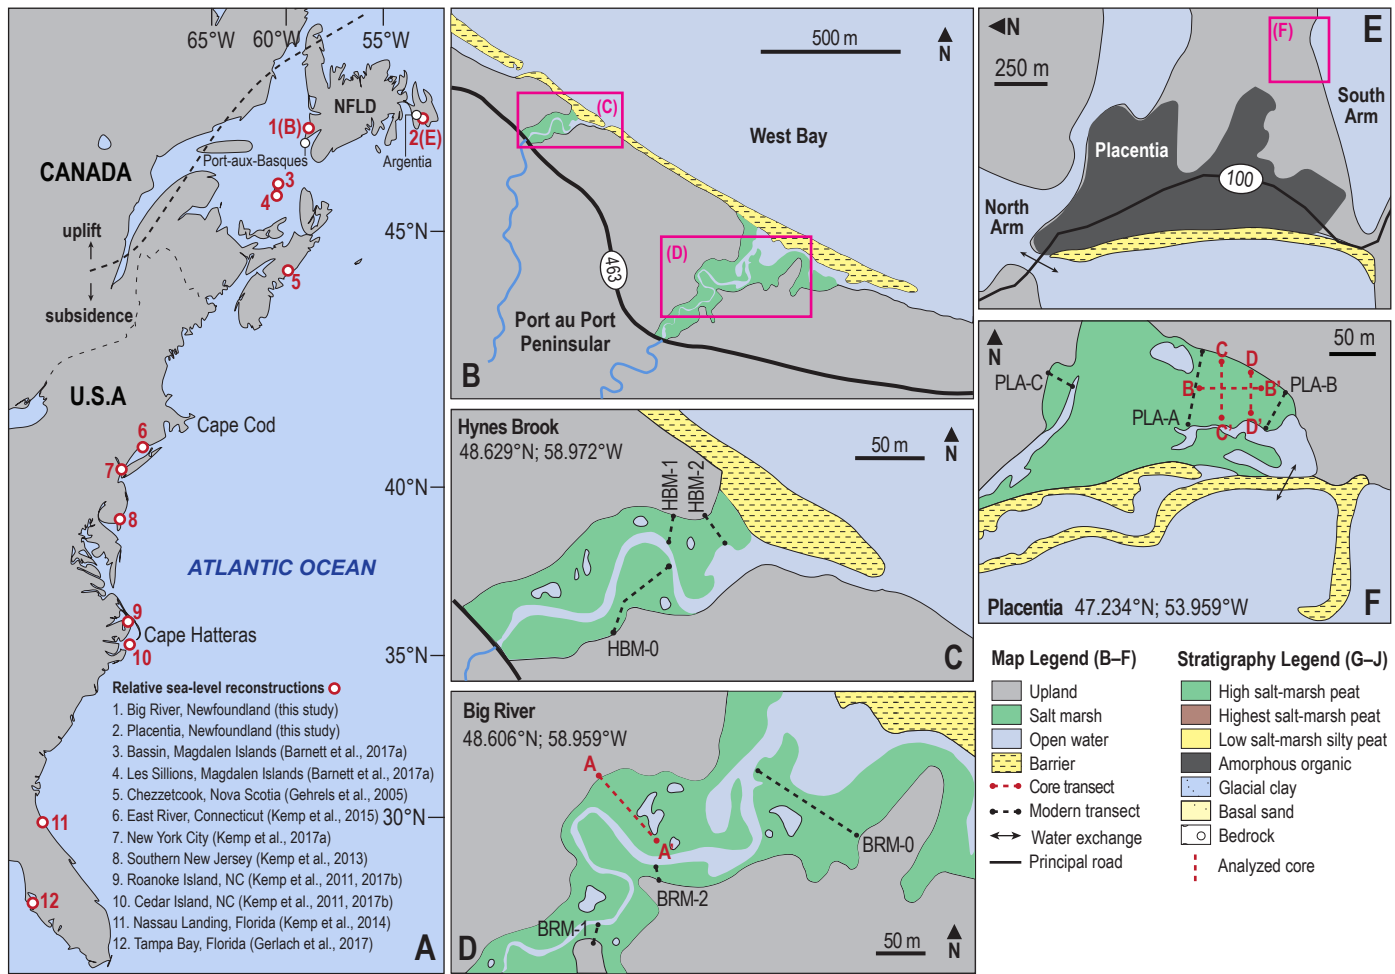 65°W
60°W
55°W
NFLD
1(B)
2(E)
Port-aux-Basques
Argentia
CANADA
3
4
uplift
45°N
5
subsidence
U.S.A
Cape Cod
6
7
40°N
8
ATLANTIC OCEAN
9
Cape Hatteras
10
35°N
Relative sea-level reconstructions
1. Big River, Newfoundland (this study)
2. Placentia, Newfoundland (this study)
3. Bassin, Magdalen Islands (Barnett et al., 2017a)
4. Les Sillions, Magdalen Islands (Barnett et al., 2017a)
5. Chezzetcook, Nova Scotia (Gehrels et al., 2005)
6. East River, Connecticut (Kemp et al., 2015)
30°N
7. New York City (Kemp et al., 2017a)
8. Southern New Jersey (Kemp et al., 2013)
9. Roanoke Island, NC (Kemp et al., 2011, 2017b)
10. Cedar Island, NC (Kemp et al., 2011, 2017b)
11. Nassau Landing, Florida (Kemp et al., 2014)
12. Tampa Bay, Florida (Gerlach et al., 2017)
11
12
A
500 m
N
(C)
West Bay
(D)
463
Port au Port
Peninsular
B
Hynes Brook
48.629°N; 58.972°W
50 m
N
HBM-1
HBM-2
HBM-0
C
Big River
48.606°N; 58.959°W
A
A'
BRM-0
BRM-2
BRM-1
D
50 m
N
N
250 m
(F)
E
South
Arm
Placentia
100
North
Arm
N
50 m
PLA-C
C
D
B
B'
PLA-B
PLA-A
C'
D'
Placentia 47.234°N; 53.959°W
F
Map Legend (B–F)
Upland
Salt marsh
Open water
Barrier
Core transect
Modern transect
Water exchange
Principal road
Stratigraphy Legend (G–J)
High salt-marsh peat
Highest salt-marsh peat
Low salt-marsh silty peat
Amorphous organic
Glacial clay
Basal sand
Bedrock
Analyzed core